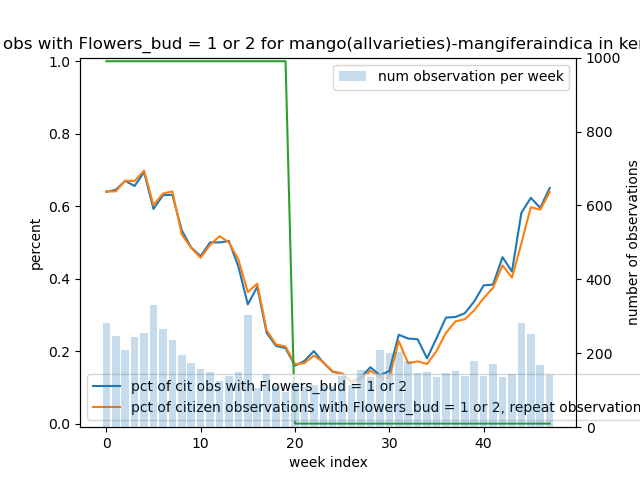 obs with Flowers_bud = 1 or 2 for mango(allvarieties)-mangiferaindica in ke
num observation per week
1.0
0.8
0.6
0.4
0.2
0.0
percent
1000
800
600
400
200
0
number of observations
pct of cit obs with Flowers_bud = 1 or 2
pct of citizen observations with Flowers_bud = 1 or 2, repeat observation
0 10 20 30 40
week index